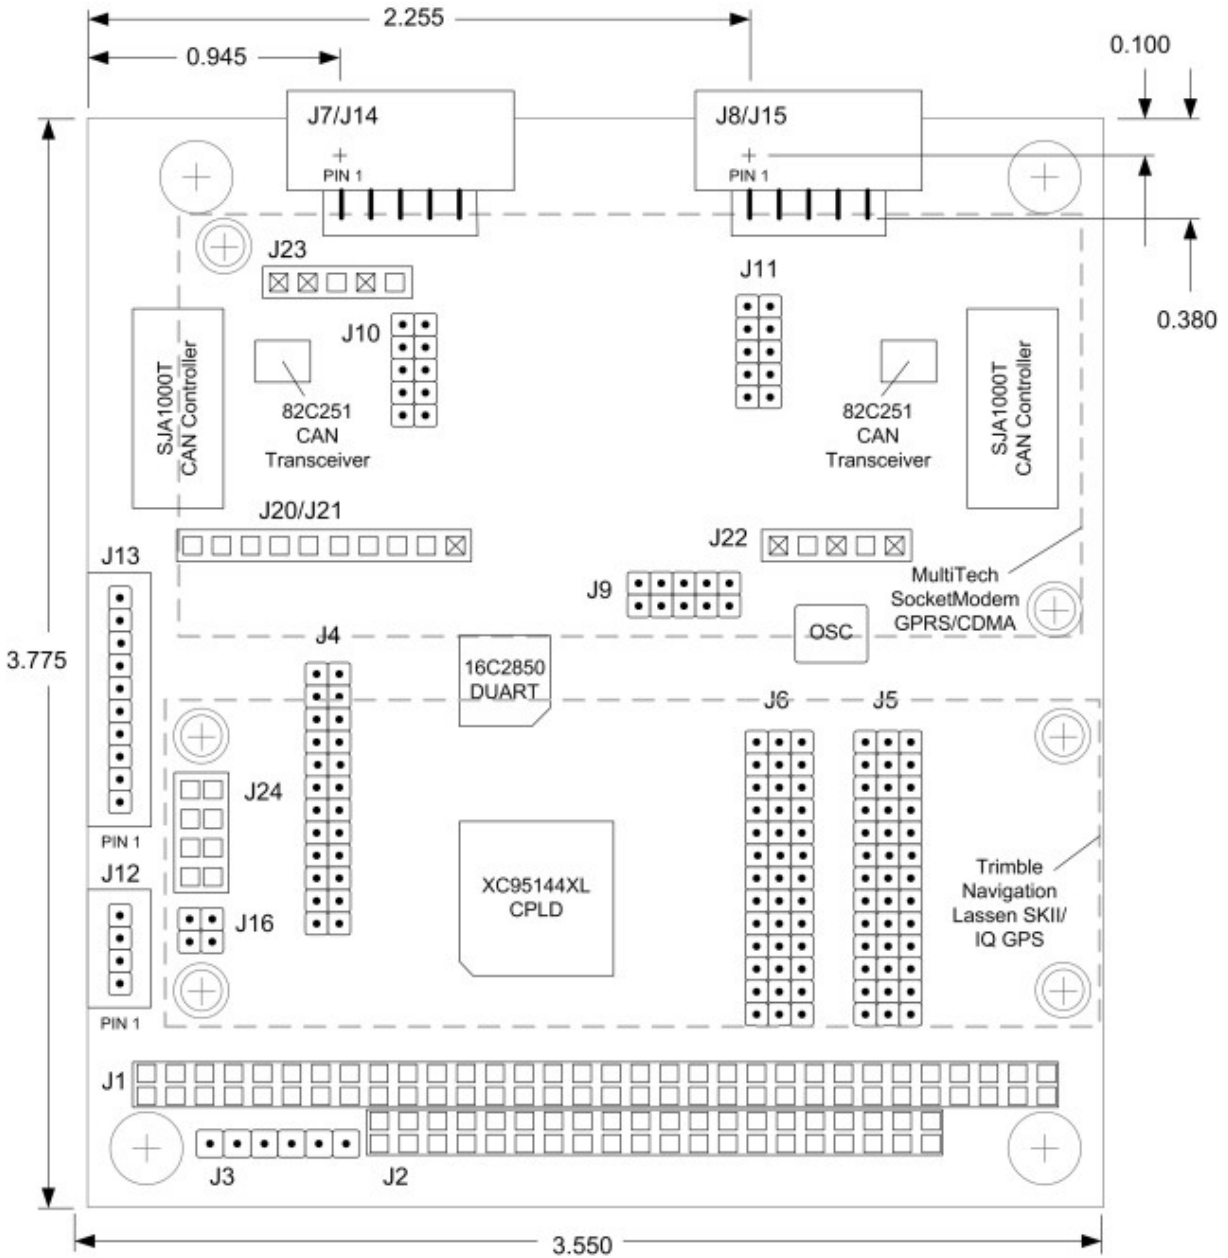 2.255
0.945
0.100
J7/J14
J8/J15
PIN 1
PIN 1
J23
J11
0.380
J10
SJA1000T
CAN Controller
82C251
CAN
Transceiver
82C251
CAN
Transceiver
SJA1000T
CAN Controller
J20/J21
J22
J13
J9
MultiTech
SocketModem
GPRS/CDMA
OSC
J4
3.775
16C2850
DUART
J6
J5
J24
PIN 1
J12
XC95144XL
CPLD
Trimble
Navigation
Lassen SKII/
IQ GPS
J16
PIN 1
J1
J3
J2
3.550